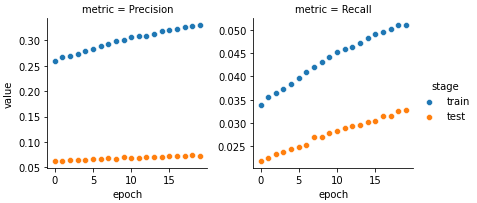 metric = Precision
metric = Recall
0.30
0.25
0.20
0.15
0.10
0.05
value
0 5 10 15
epoch
0.050
0.045
0.040
0.035
0.030
0.025
0 5 10 15
epoch
stage
train
test